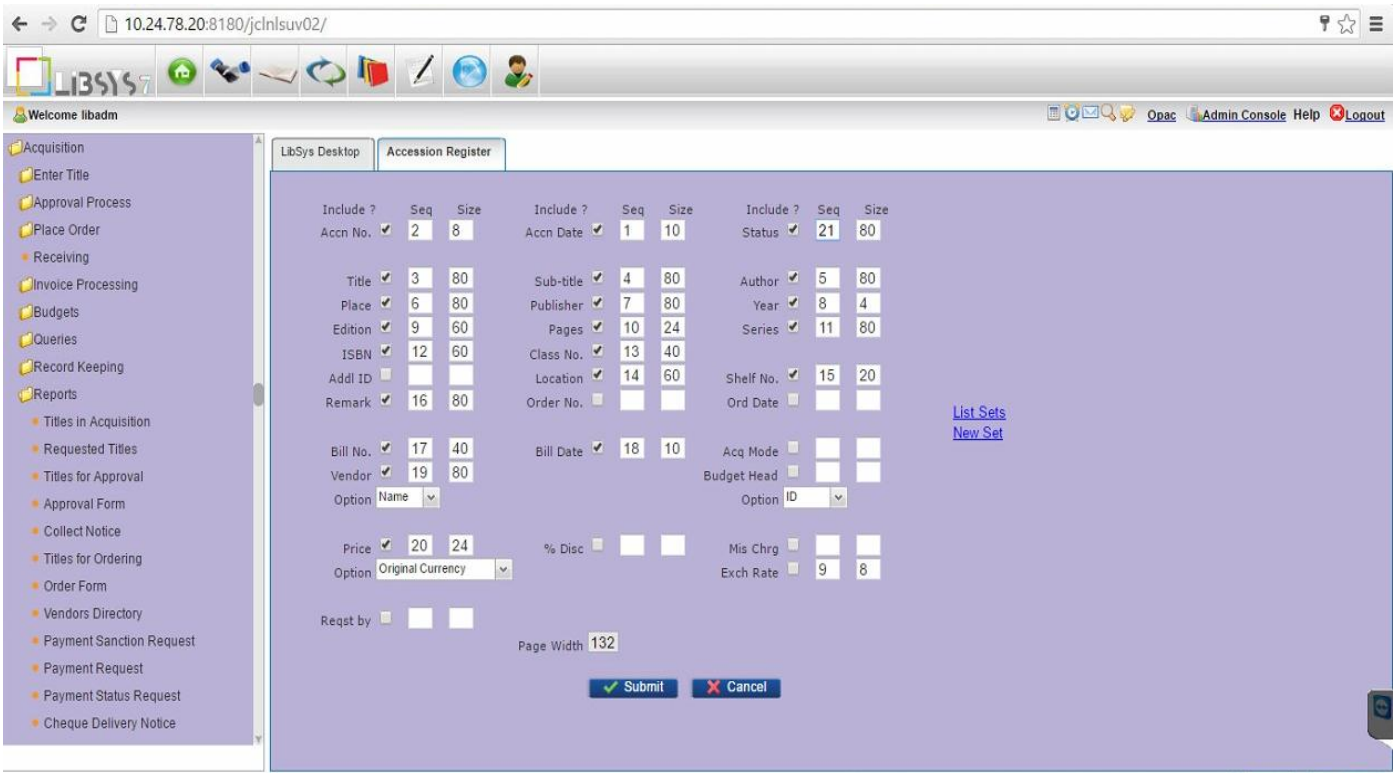 10.24.78.20:8180/jclnlsuv02/
LiBSYS 7
Welcome libadm
Opac Admin Console Help Logout
Acquisition
Enter Title
Approval Process
Place Order
Receiving
Invoice Processing
Budgets
Queries
Record Keeping
Reports
Titles in Acquisition
Requested Titles
Titles for Approval
Approval Form
Collect Notice
Titles for Ordering
Order Form
Vendors Directory
Payment Sanction Request
Payment Request
Payment Status Request
Cheque Delivery Notice
LibSys Desktop Accession Register
Include ? Seq Size Include ? Seq Size Include ? Seq Size
Accn No. 2 8 Accn Date 1 10 Status 21 80
Title 3 80 Sub-title 4 80 Author 5 80
Place 6 80 Publisher 7 80 Year 8 4
Edition 9 60 Pages 10 24 Series 11 80
ISBN 12 60 Class No. 13 40
Addl ID Location 14 60 Shelf No. 15 20
Remark 16 80 Order No. Ord Date
List Sets
New Set
Bill No. 17 40 Bill Date 18 10 Acq Mode
Vendor 19 80 Budget Head
Option Name Option ID
Price 20 24 % Disc Mis Chrg
Option Original Currency Exch Rate 9 8
Reqst by
Page Width 132
Submit Cancel